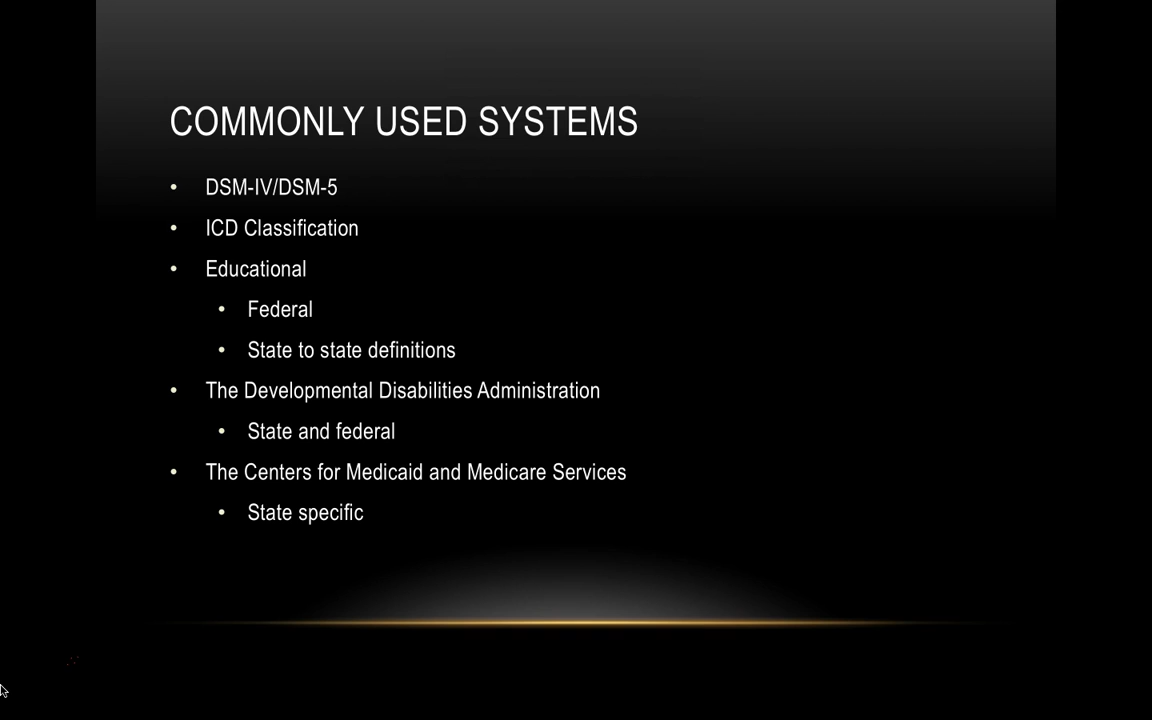 COMMONLY USED SYSTEMS
• DSM-IV/DSM-5
• ICD Classification
• Educational
• Federal
• State to state definitions
• The Developmental Disabilities Administration
• State and federal
• The Centers for Medicaid and Medicare Services
• State specific